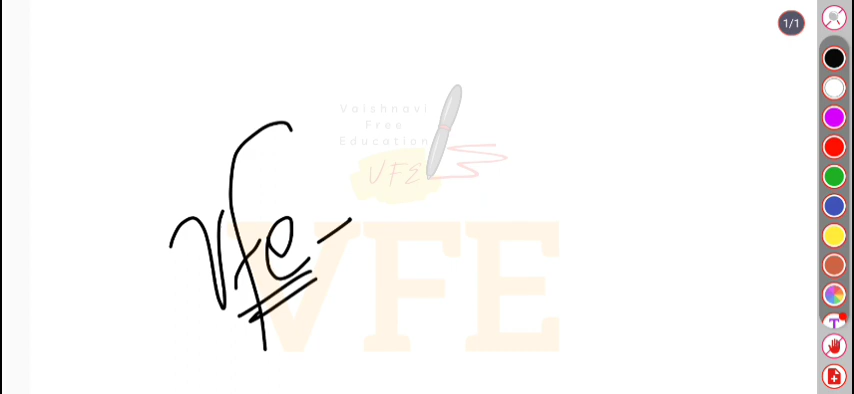 1/1
Vaishnavi
Free
Education
VFE
Vfe -
VFE
T